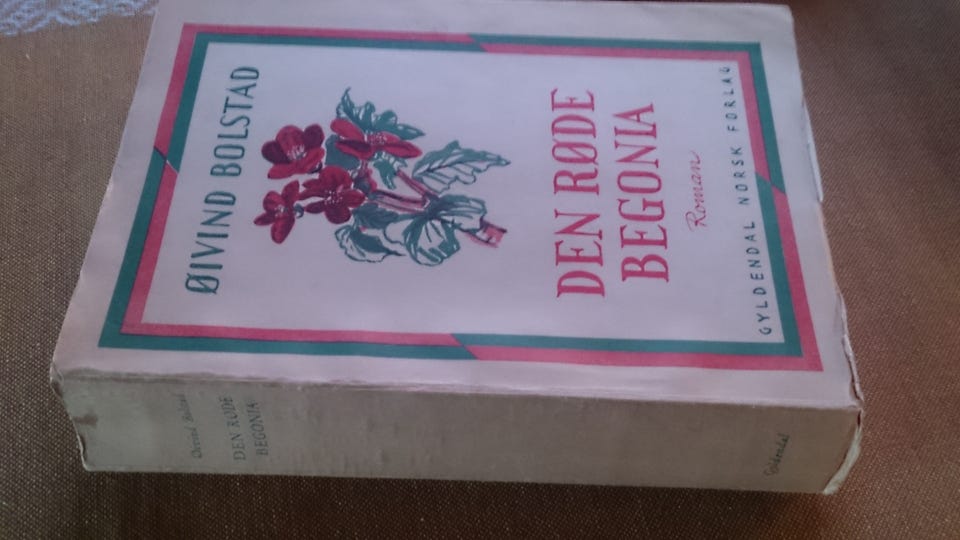 ØIVIND BOLSTAD
DEN RØDE
BEGONIA
Roman
GYLDENDAL NORSK FORLAG
Øivind Bolstad
DEN RØDE
BEGONIA
Gyldendal